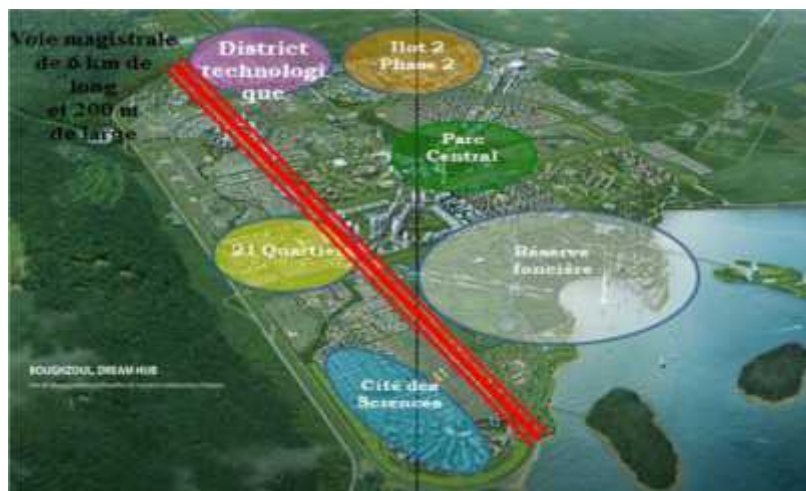 Voie magistrale
de 6 km de
long
et 200 m
de large
District
technologi
que
Ilot 2
Phase 2
Parc
Central
21 Quartier
Réserve
foncière
BOUGHZOUL, DREAM HUB
Cité des
Sciences